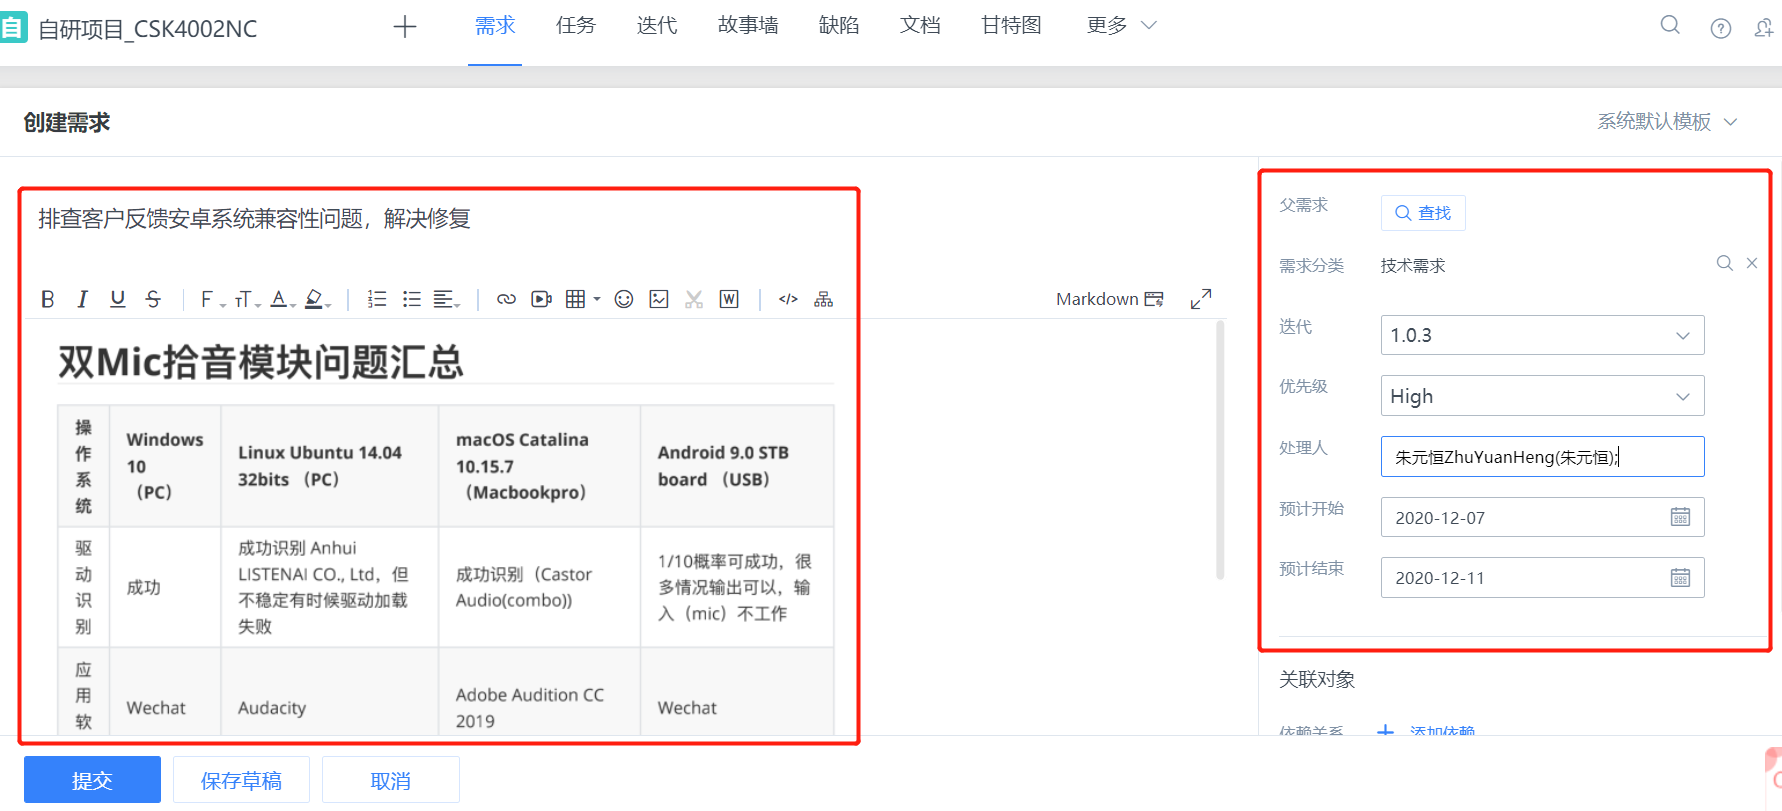 自 自研项目_CSK4002NC
需求 任务 迭代 故事墙 缺陷 文档 甘特图 更多
创建需求
系统默认模板
排查客户反馈安卓系统兼容性问题，解决修复
B I U S F TT A W </> Markdown
双Mic拾音模块问题汇总
操作系统
Windows 10 （PC）
Linux Ubuntu 14.04 32bits （PC）
macOS Catalina 10.15.7 （Macbookpro）
Android 9.0 STB board （USB）
驱动识别
成功
成功识别 Anhui LISTENAI CO., Ltd，但不稳定有时候驱动加载失败
成功识别（Castor Audio(combo)）
1/10概率可成功，很多情况输出可以，输入（mic）不工作
应用软
Wechat
Audacity
Adobe Audition CC 2019
Wechat
提交 保存草稿 取消
父需求 查找
需求分类 技术需求
迭代 1.0.3
优先级 High
处理人 朱元恒ZhuYuanHeng(朱元恒);
预计开始 2020-12-07
预计结束 2020-12-11
关联对象
依赖关系 添加依赖